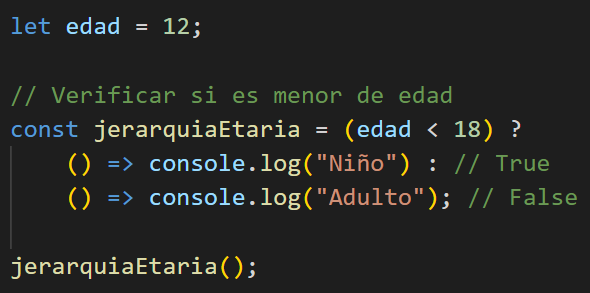 let edad = 12;
// Verificar si es menor de edad
const jerarquiaEtaria = (edad < 18) ?
() => console.log("Niño") : // True
() => console.log("Adulto"); // False
jerarquiaEtaria();